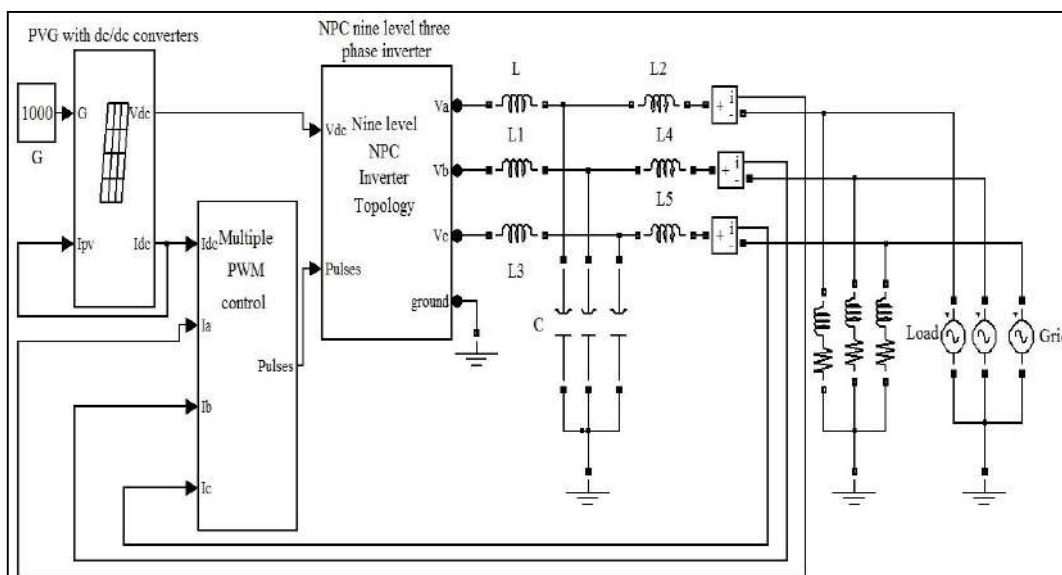 PVG with dc/dc converters
NPC nine level three
phase inverter
1000
G
G
Vdc
Ipv
Idc
Idc
Multiple
PWM
control
Ia
Ib
Ic
Pulses
Vdc
Nine level
NPC
Inverter
Topology
Pulses
Va
Vb
Vc
ground
L
L1
L3
L2
L4
L5
+ i
-
+ i
-
+ i
-
C
Load
Grid